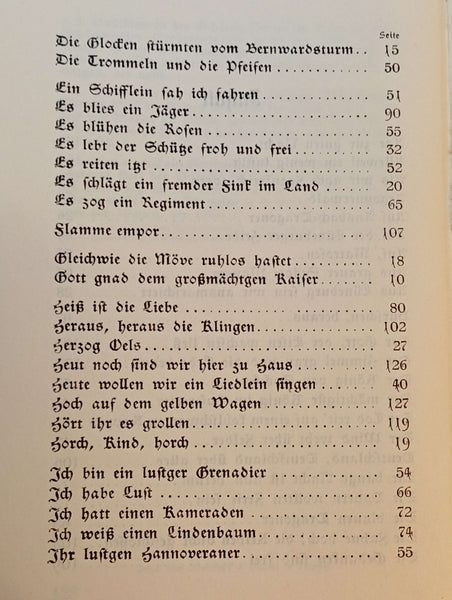 Seite
Die Glocken stürmten vom Bernwardsturm.. 15
Die Trommeln und die Pfeifen............ 50
Ein Schifflein sah ich fahren............. 51
Es blies ein Jäger...................... 90
Es blühen die Rosen.................... 55
Es lebt der Schütze froh und frei......... 32
Es reiten itzt........................ 52
Es schlägt ein fremder Fink im Land..... 20
Es zog ein Regiment.................... 65
Flamme empor......................... 107
Gleichwie die Möve ruhlos hastet......... 18
Gott gnad dem großmächtgen Kaiser....... 10
Heiß ist die Liebe ..................... 80
Heraus, heraus die Klingen.............. 102
Herzog Oels.......................... 27
Heut noch sind wir hier zu Haus......... 126
Heute wollen wir ein Liedlein singen ..... 40
Hoch auf dem gelben Wagen............. 127
Hört ihr es grollen..................... 119
Horch, Kind, horch .................... 19
Ich bin ein lustger Grenadier ............ 54
Ich habe Lust ........................ 66
Ich hatt einen Kameraden ............... 72
Ich weiß einen Lindenbaum.............. 74
Ihr lustgen Hannoveraner................ 55